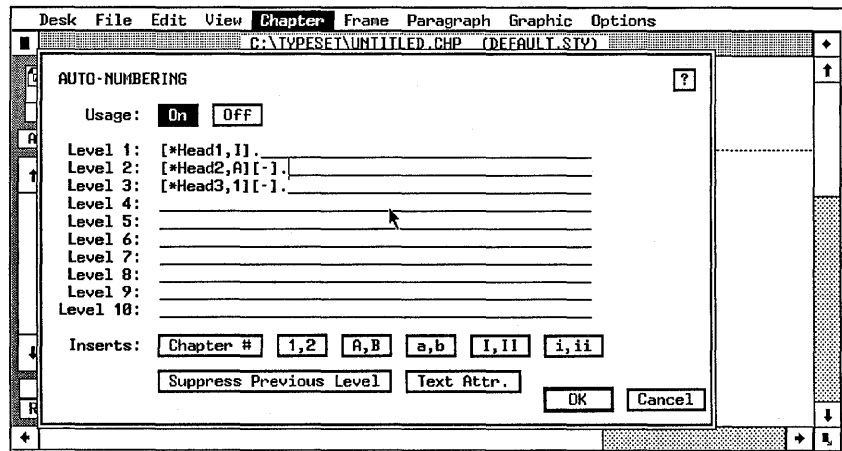 Desk File Edit View Chapter Frame Paragraph Graphic Options
C:\TYPESET\UNTITLED.CHP (DEFAULT.STY)
AUTO-NUMBERING
?
Usage: On Off
Level 1: [*Head1,I].
Level 2: [*Head2,A][-].
Level 3: [*Head3,1][-].
Level 4:
Level 5:
Level 6:
Level 7:
Level 8:
Level 9:
Level 10:
Inserts: Chapter # 1,2 A,B a,b I,II i,ii
Suppress Previous Level Text Attr.
OK Cancel